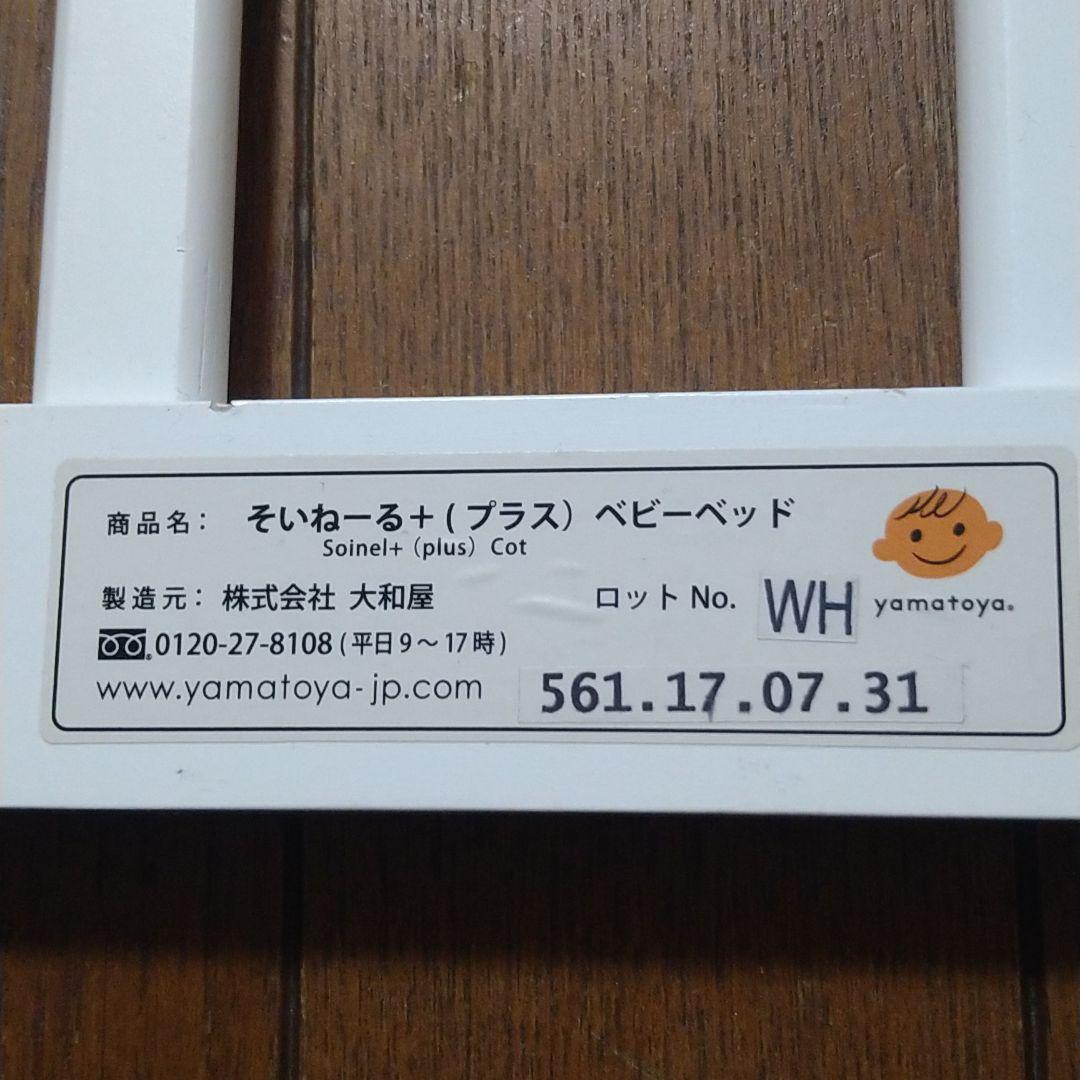 商品名： そいねーる＋(プラス） ベビーベッド
Soinel+（plus）Cot
製造元： 株式会社 大和屋
ロット No. WH
yamatoya®
0120-27-8108 (平日9～17時)
www.yamatoya-jp.com
561.17.07.31